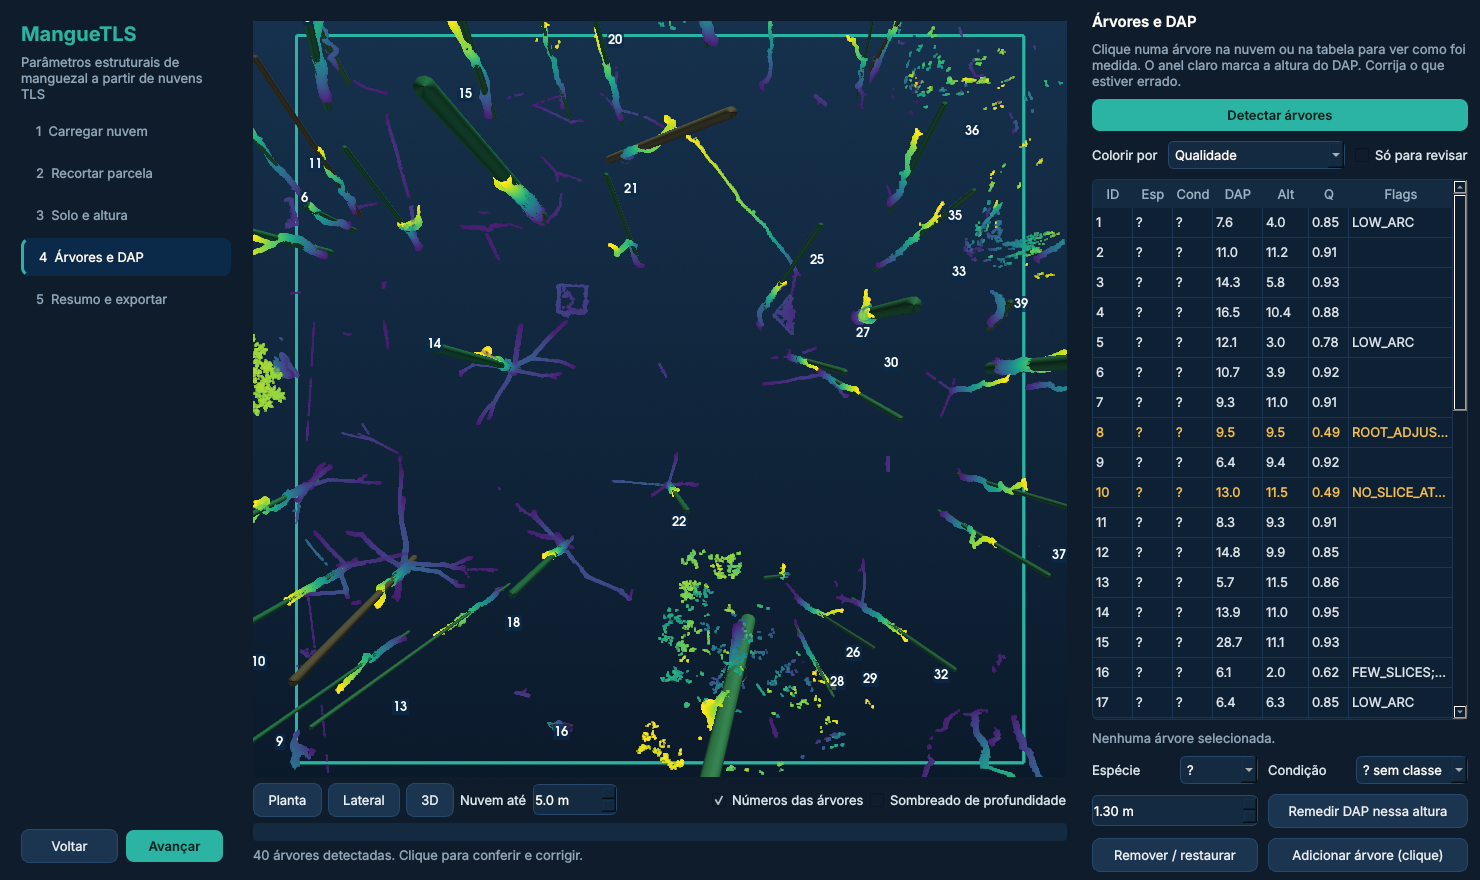 MangueTLS
Parâmetros estruturais de
manguezal a partir de nuvens
TLS
1 Carregar nuvem
2 Recortar parcela
3 Solo e altura
4 Árvores e DAP
5 Resumo e exportar
Voltar
Avançar
20
15
36
11
21
6
35
25
33
39
27
14
30
22
37
18
10
26
28
29
32
13
16
9
Planta
Lateral
3D
Nuvem até
5.0 m
✓ Números das árvores
Sombreado de profundidade
40 árvores detectadas. Clique para conferir e corrigir.
Árvores e DAP
Clique numa árvore na nuvem ou na tabela para ver como foi
medida. O anel claro marca a altura do DAP. Corrija o que
estiver errado.
Detectar árvores
Colorir por
Qualidade
Só para revisar
ID Esp Cond DAP Alt Q Flags
1 ? ? 7.6 4.0 0.85 LOW_ARC
2 ? ? 11.0 11.2 0.91
3 ? ? 14.3 5.8 0.93
4 ? ? 16.5 10.4 0.88
5 ? ? 12.1 3.0 0.78 LOW_ARC
6 ? ? 10.7 3.9 0.92
7 ? ? 9.3 11.0 0.91
8 ? ? 9.5 9.5 0.49 ROOT_ADJUS...
9 ? ? 6.4 9.4 0.92
10 ? ? 13.0 11.5 0.49 NO_SLICE_AT...
11 ? ? 8.3 9.3 0.91
12 ? ? 14.8 9.9 0.85
13 ? ? 5.7 11.5 0.86
14 ? ? 13.9 11.0 0.95
15 ? ? 28.7 11.1 0.93
16 ? ? 6.1 2.0 0.62 FEW_SLICES;...
17 ? ? 6.4 6.3 0.85 LOW_ARC
Nenhuma árvore selecionada.
Espécie
?
Condição
? sem classe
1.30 m
Remedir DAP nessa altura
Remover / restaurar
Adicionar árvore (clique)